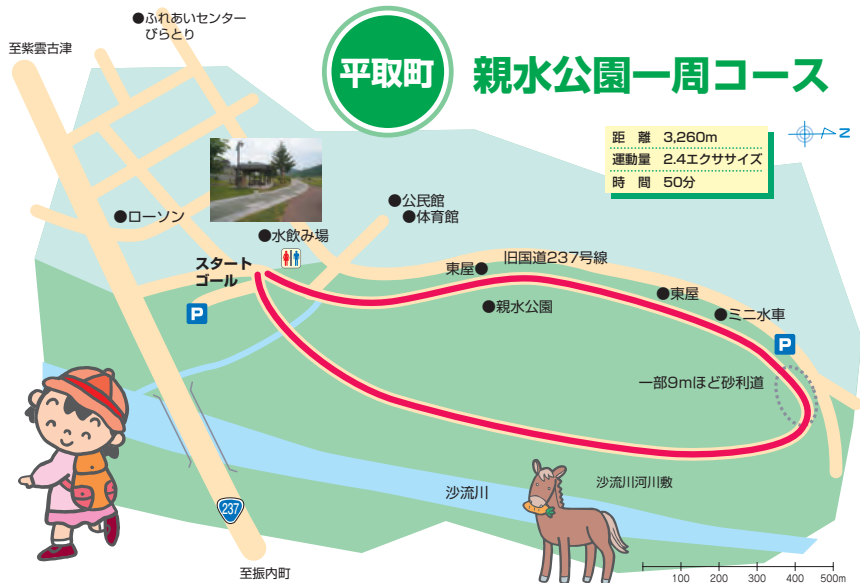 平取町
親水公園一周コース
距 離 3,260m
運動量 2.4エクササイズ
時 間 50分
N
●ふれあいセンター
びらとり
至紫雲古津
●ローソン
●公民館
●体育館
●水飲み場
スタート
ゴール
P
旧国道237号線
東屋●
●東屋
●親水公園
●ミニ水車
P
一部9mほど砂利道
沙流川
沙流川河川敷
237
至振内町
100 200 300 400 500m